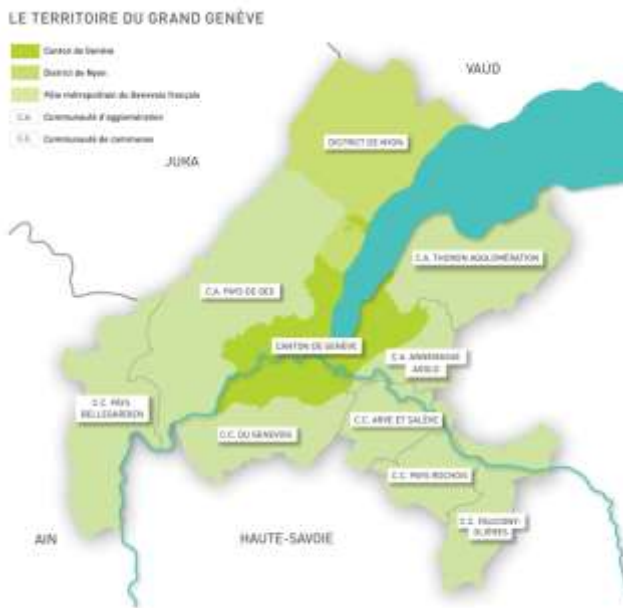 LE TERRITOIRE DU GRAND GENÈVE
Canton de Genève
District de Nyon
Pôle métropolitain du Genevois français
C.A. Communauté d'agglomération
C.C. Communauté de communes
VAUD
DISTRICT DE NYON
JURA
C.A. THONON AGGLOMÉRATION
C.A. PAYS DE GEX
CANTON DE GENÈVE
C.A. ANNEMASSE
AGGLO
C.C. PAYS
BELLEGARDIEN
C.C. ARVE ET SALÈVE
C.C. DU GENEVOIS
C.C. PAYS ROCHOIS
C.C. FAUCIGNY-
GLIÈRES
AIN
HAUTE-SAVOIE